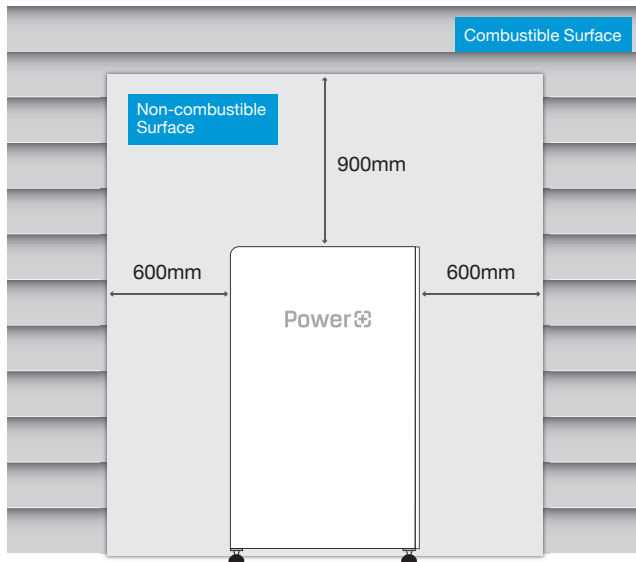 Combustible Surface
Non-combustible
Surface
900mm
600mm
600mm
Power